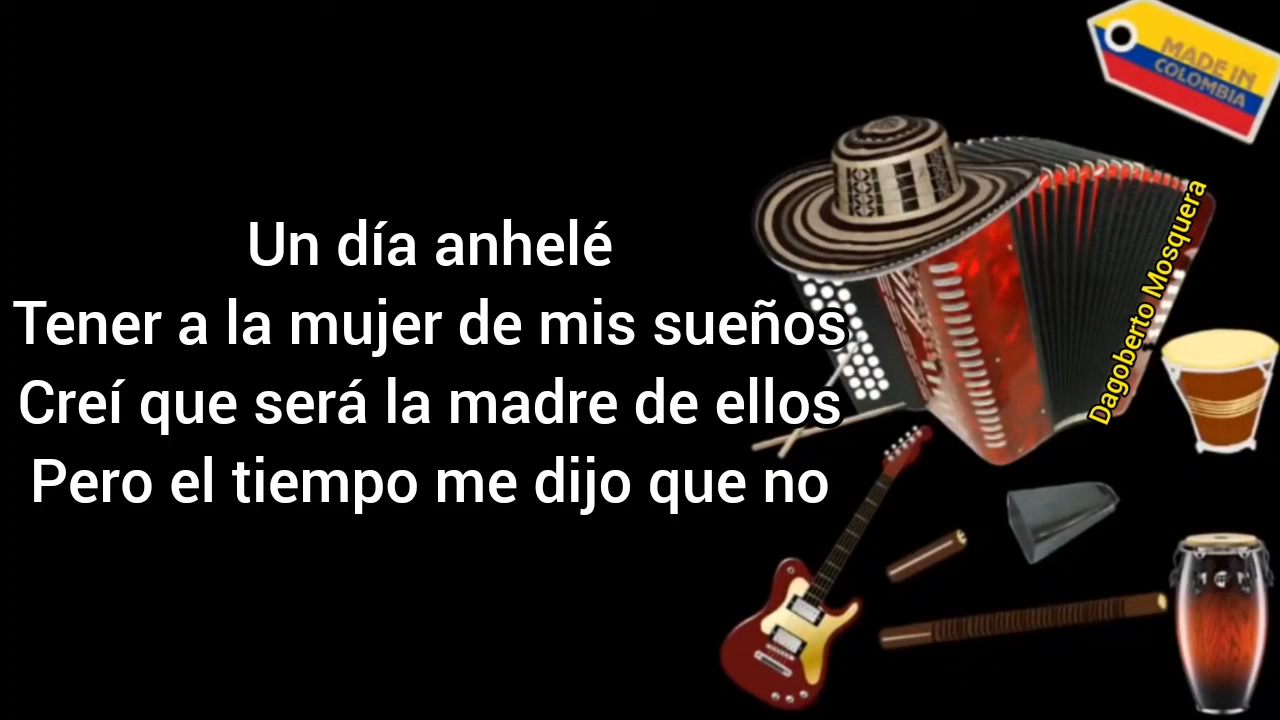 MADE IN
COLOMBIA
Dagoberto Mosquera
Un día anhelé
Tener a la mujer de mis sueños
Creí que será la madre de ellos
Pero el tiempo me dijo que no